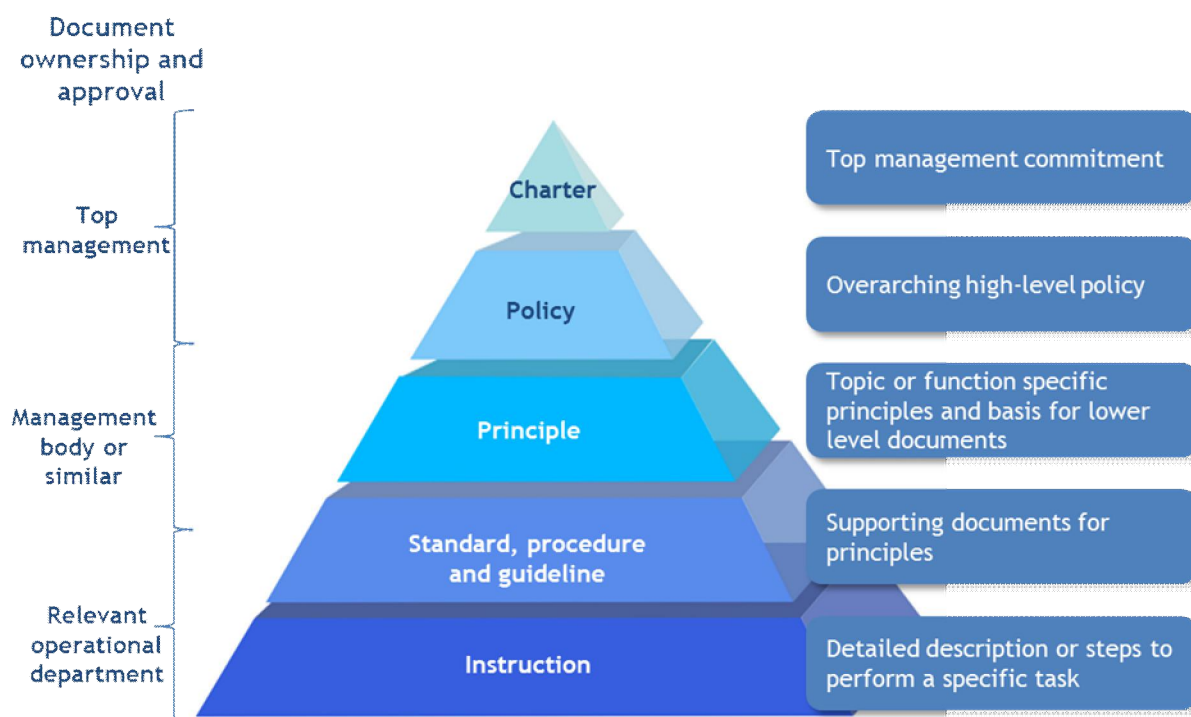 Document
ownership and
approval
Top
management
Management
body or
similar
Relevant
operational
department
Charter
Policy
Principle
Standard, procedure
and guideline
Instruction
Top management commitment
Overarching high-level policy
Topic or function specific
principles and basis for lower
level documents
Supporting documents for
principles
Detailed description or steps to
perform a specific task